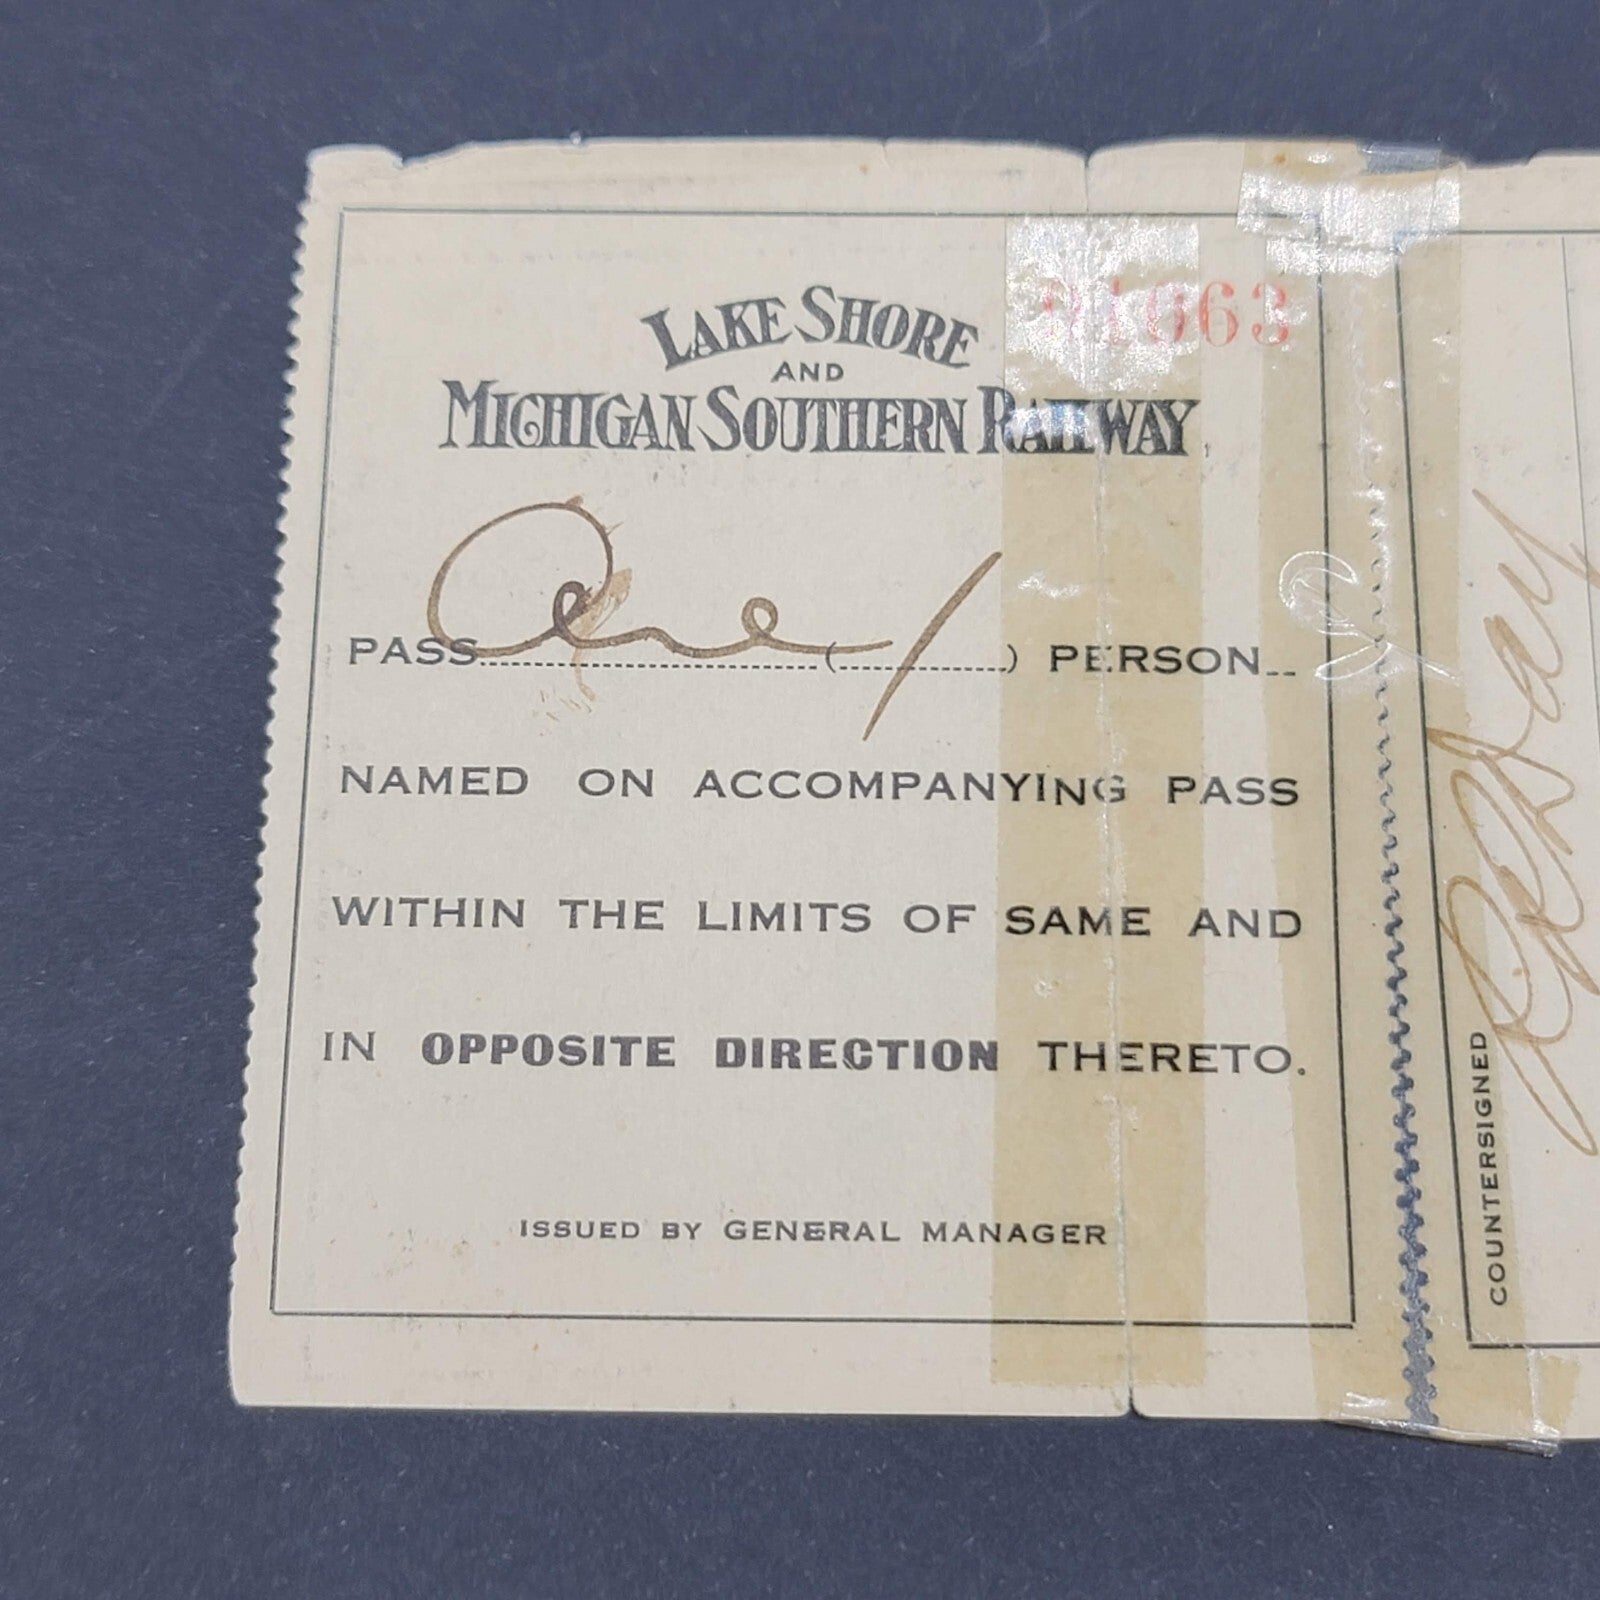 LAKE SHORE
AND
MICHIGAN SOUTHERN RAILWAY.
91063
PASS One (1) PERSON
NAMED ON ACCOMPANYING PASS
WITHIN THE LIMITS OF SAME AND
IN OPPOSITE DIRECTION THERETO.
ISSUED BY GENERAL MANAGER
COUNTERSIGNED